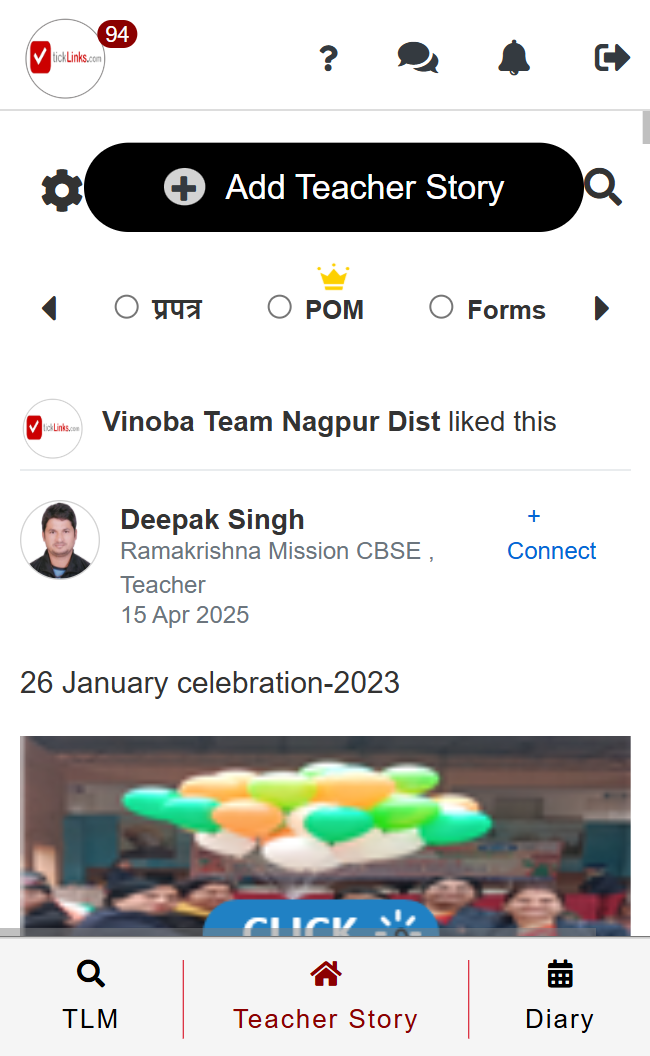 tickLinks.com
94
?
Add Teacher Story
प्रपत्र
POM
Forms
tickLinks.com
Vinoba Team Nagpur Dist liked this
Deepak Singh
+
Connect
Ramakrishna Mission CBSE ,
Teacher
15 Apr 2025
26 January celebration-2023
CLICK
TLM
Teacher Story
Diary